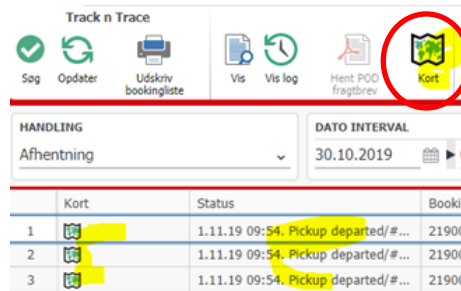 Track n Trace
Søg Opdater Udskriv bookingliste Vis Vis log Hent POD fragtbrev Kort
HANDLING DATO INTERVAL
Afhentning 30.10.2019
Kort Status
1 1.11.19 09:54. Pickup departed/#...
2 1.11.19 09:54. Pickup departed/#...
3 1.11.19 09:54. Pickup departed/#...